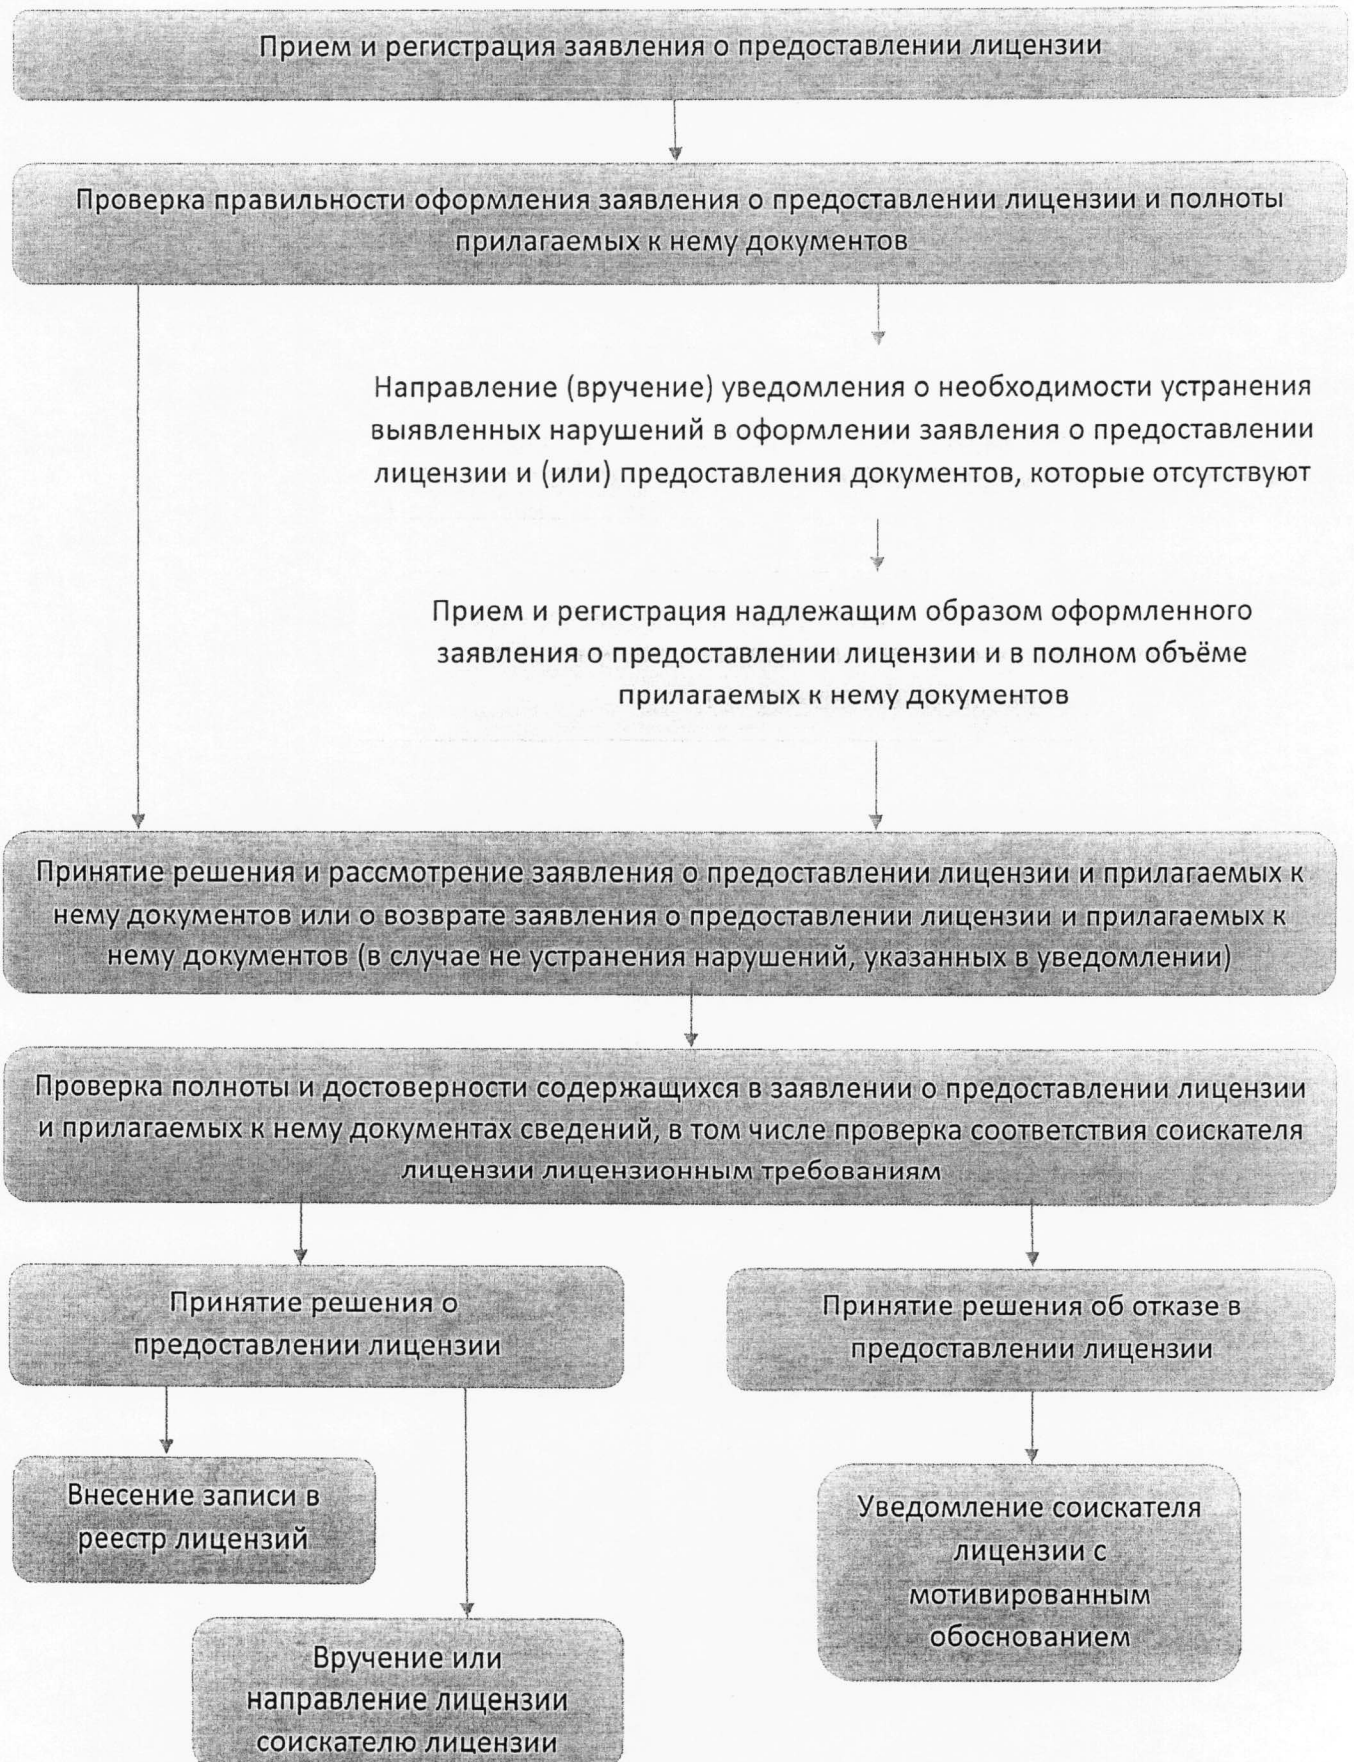 Прием и регистрация заявления о предоставлении лицензии
Проверка правильности оформления заявления о предоставлении лицензии и полноты
прилагаемых к нему документов
Направление (вручение) уведомления о необходимости устранения
выявленных нарушений в оформлении заявления о предоставлении
лицензии и (или) предоставления документов, которые отсутствуют
Прием и регистрация надлежащим образом оформленного
заявления о предоставлении лицензии и в полном объёме
прилагаемых к нему документов
Принятие решения и рассмотрение заявления о предоставлении лицензии и прилагаемых к
нему документов или о возврате заявления о предоставлении лицензии и прилагаемых к
нему документов (в случае не устранения нарушений, указанных в уведомлении)
Проверка полноты и достоверности содержащихся в заявлении о предоставлении лицензии
и прилагаемых к нему документах сведений, в том числе проверка соответствия соискателя
лицензии лицензионным требованиям
Принятие решения о
предоставлении лицензии
Принятие решения об отказе в
предоставлении лицензии
Внесение записи в
реестр лицензий
Уведомление соискателя
лицензии с
мотивированным
обоснованием
Вручение или
направление лицензии
соискателю лицензии